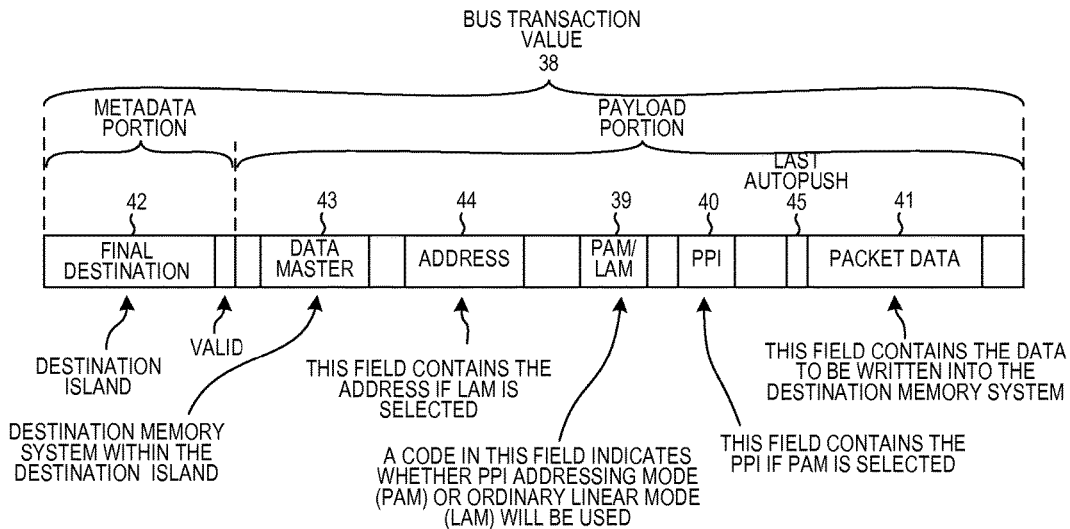 BUS TRANSACTION
VALUE
38
METADATA
PORTION
PAYLOAD
PORTION
LAST
AUTOPUSH
42
43
44
39
40
45
41
FINAL
DESTINATION
DATA
MASTER
ADDRESS
PAM/
LAM
PPI
PACKET DATA
DESTINATION
ISLAND
VALID
DESTINATION MEMORY
SYSTEM WITHIN THE
DESTINATION ISLAND
THIS FIELD CONTAINS THE
ADDRESS IF LAM IS
SELECTED
A CODE IN THIS FIELD INDICATES
WHETHER PPI ADDRESSING MODE
(PAM) OR ORDINARY LINEAR MODE
(LAM) WILL BE USED
THIS FIELD CONTAINS THE
PPI IF PAM IS SELECTED
THIS FIELD CONTAINS THE DATA
TO BE WRITTEN INTO THE
DESTINATION MEMORY SYSTEM